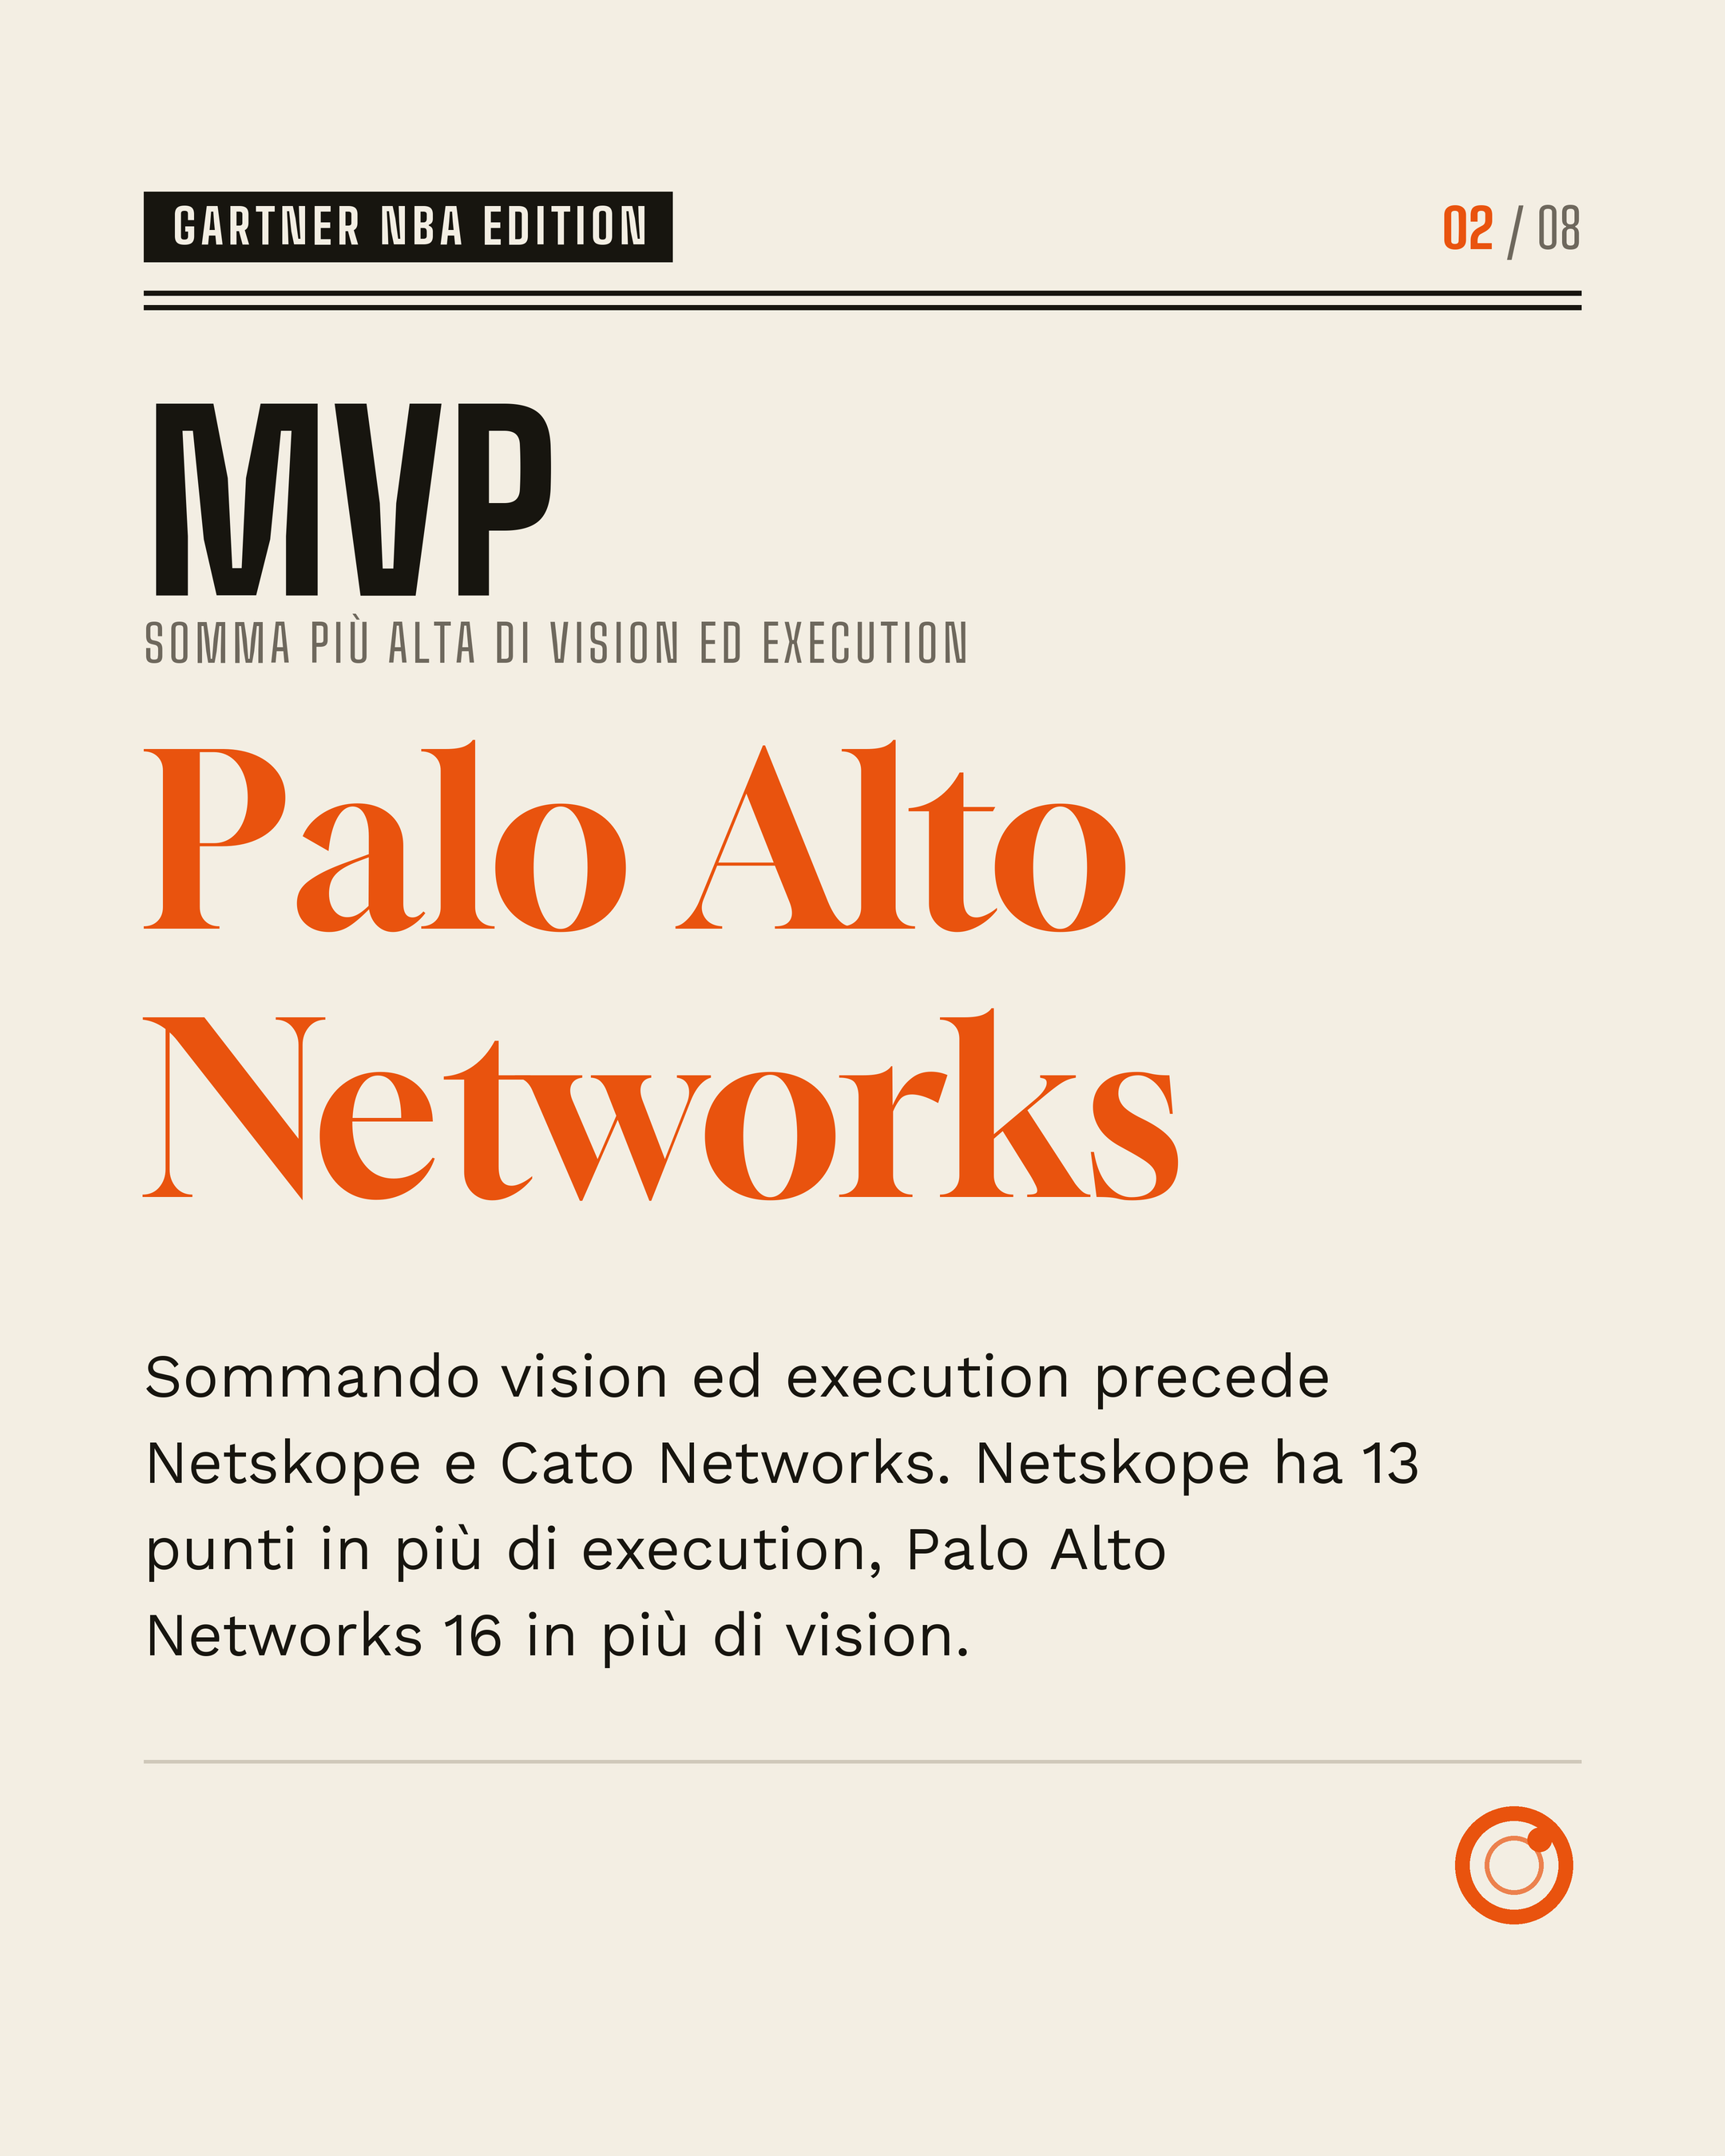 GARTNER NBA EDITION
02 / 08
MVP
SOMMA PIÙ ALTA DI VISION ED EXECUTION
Palo Alto
Networks
Sommando vision ed execution precede
Netskope e Cato Networks. Netskope ha 13
punti in più di execution, Palo Alto
Networks 16 in più di vision.